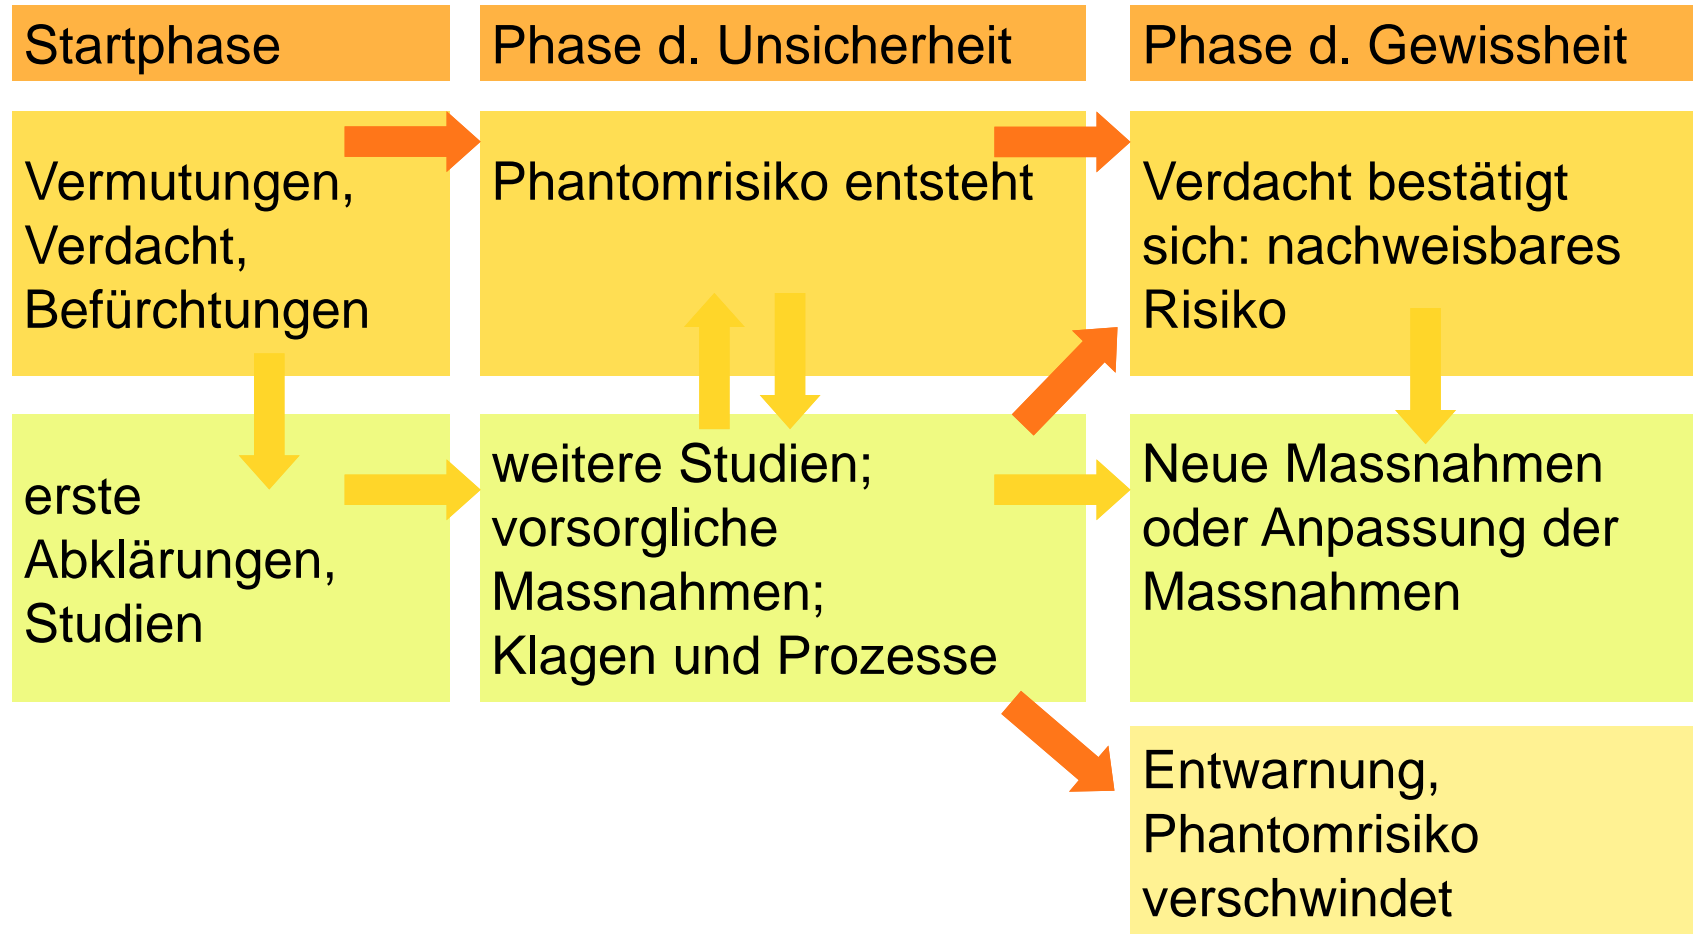 Startphase
Phase d. Unsicherheit
Phase d. Gewissheit
Vermutungen,
Verdacht,
Befürchtungen
Phantomrisiko entsteht
Verdacht bestätigt
sich: nachweisbares
Risiko
erste
Abklärungen,
Studien
weitere Studien;
vorsorgliche
Massnahmen;
Klagen und Prozesse
Neue Massnahmen
oder Anpassung der
Massnahmen
Entwarnung,
Phantomrisiko
verschwindet